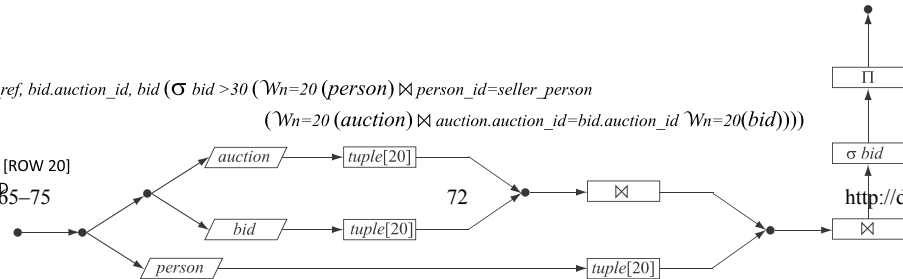 Π
ref, bid.auction_id, bid (σ bid >30 (Wn=20 (person) ⋈ person_id=seller_person
(Wn=20 (auction) ⋈ auction.auction_id=bid.auction_id Wn=20(bid))))
[ROW 20]
auction tuple[20] σ bid
65–75 72 http://d
⋈
bid tuple[20] ⋈
person tuple[20]